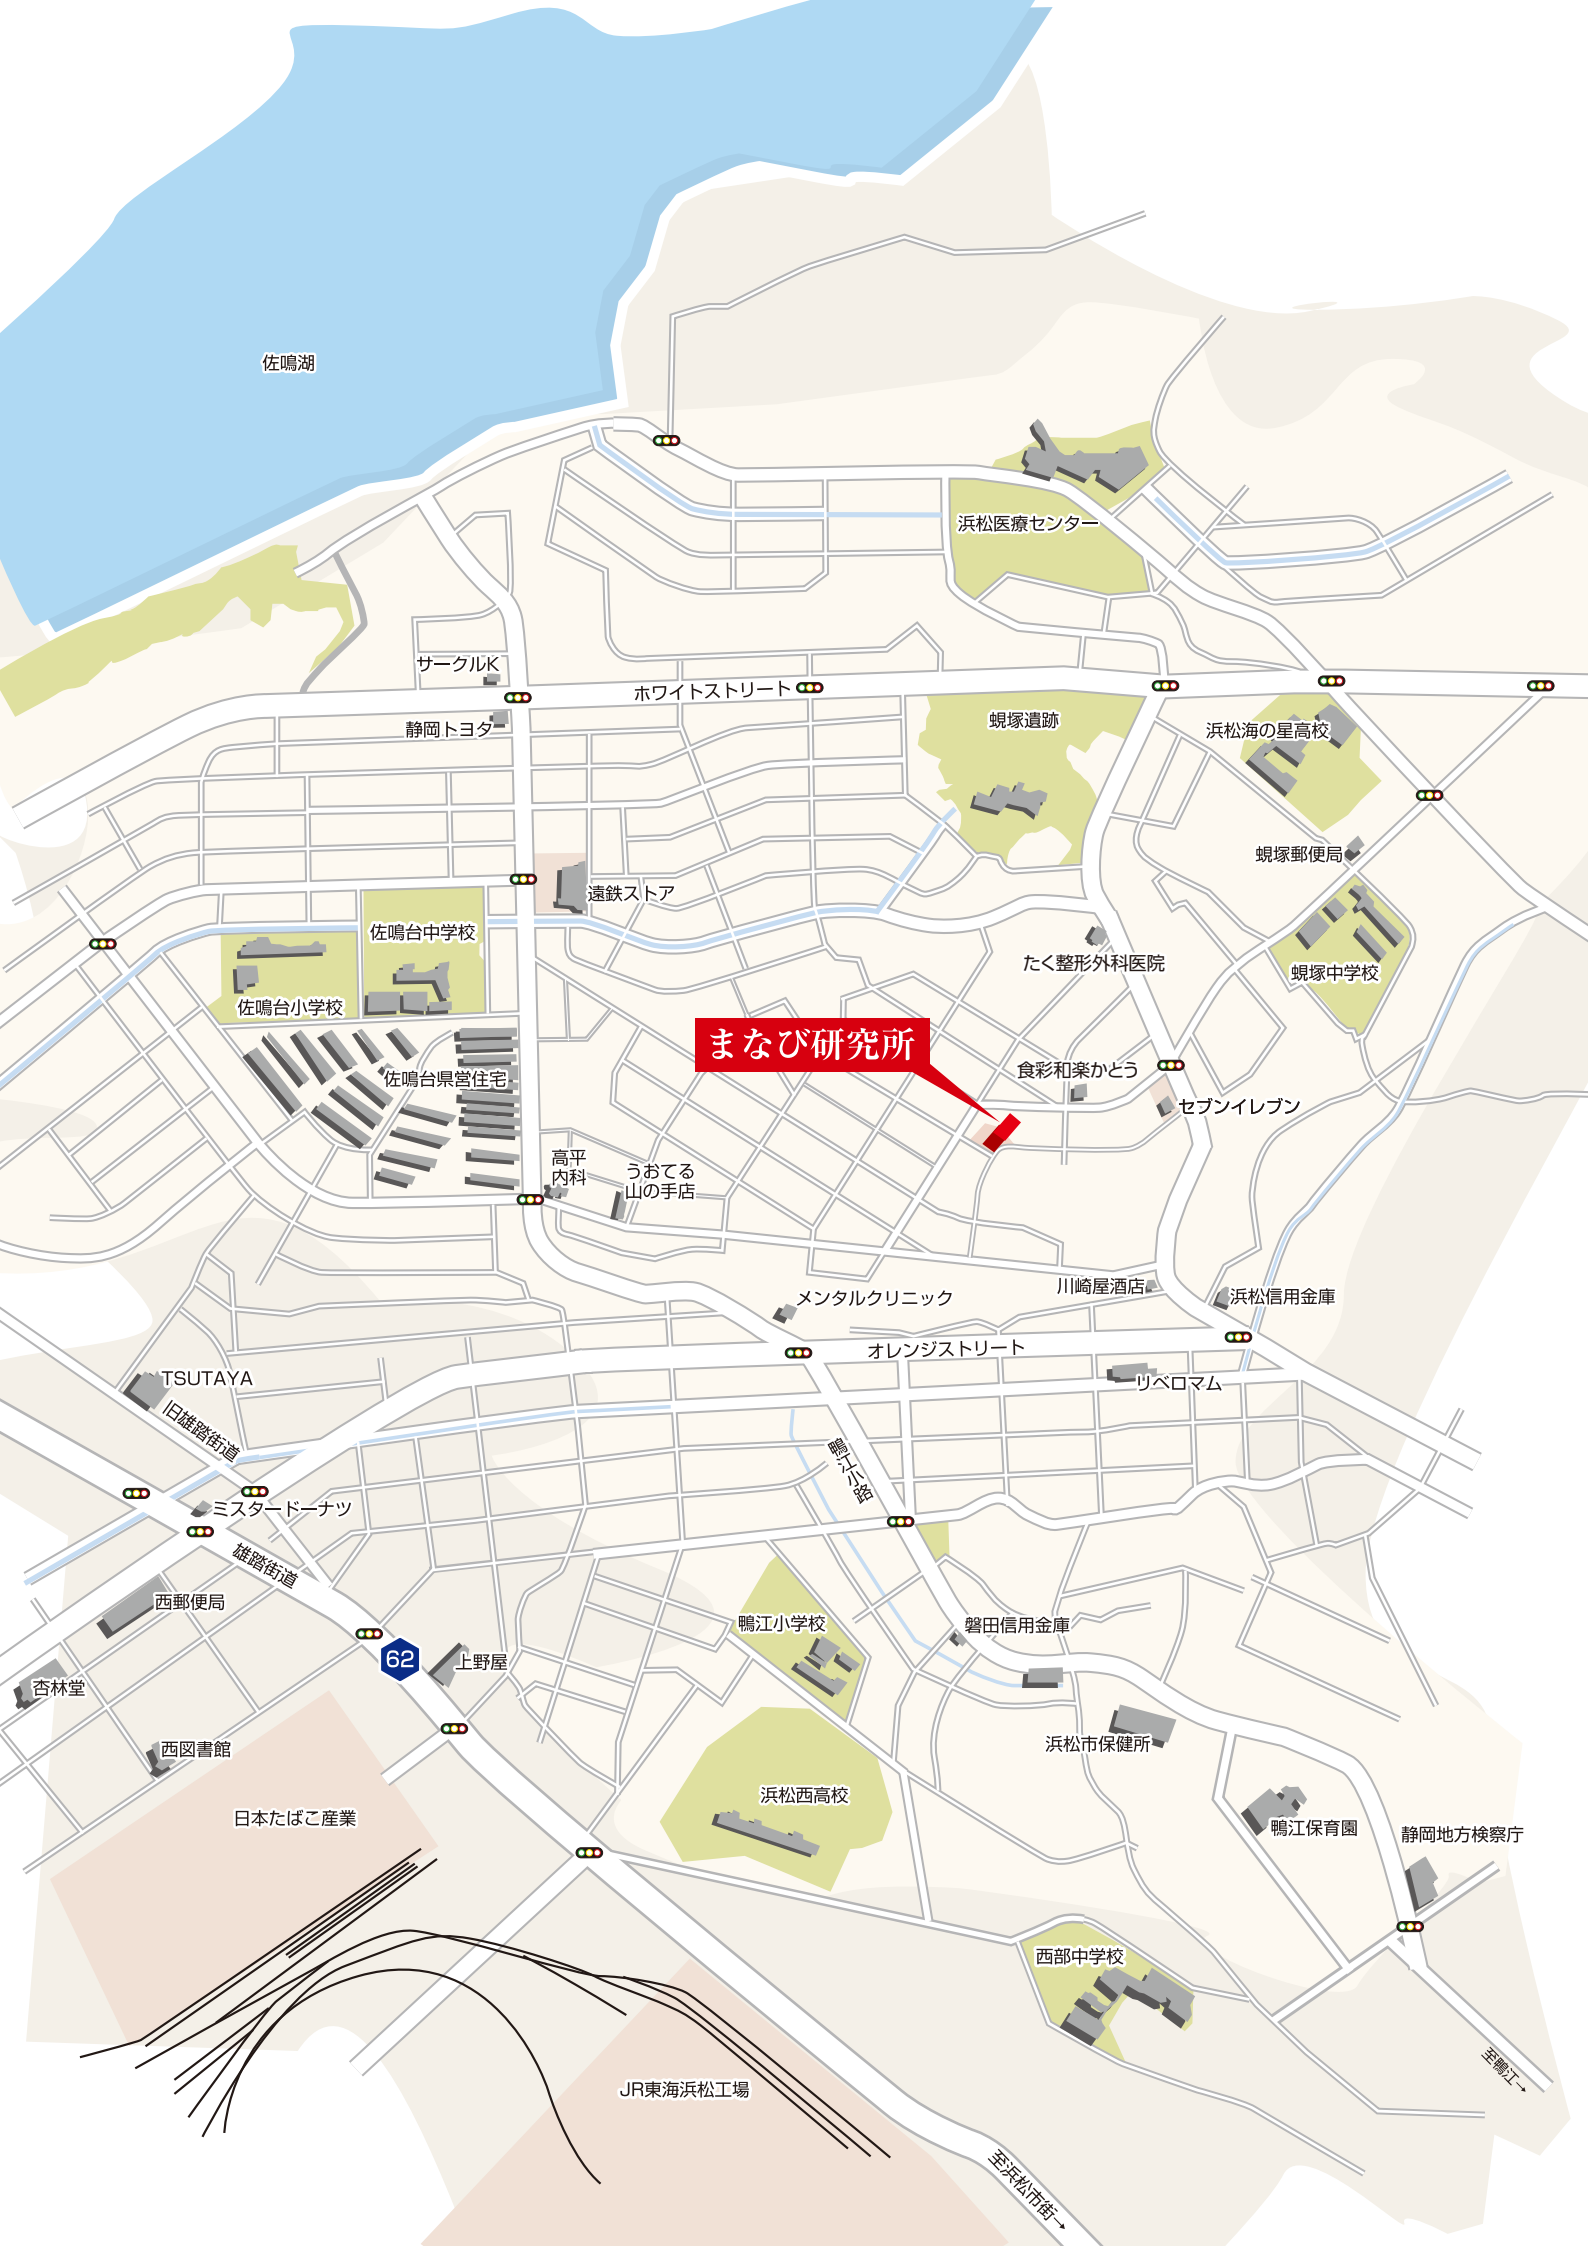 佐鳴湖
浜松医療センター
サークルK
ホワイトストリート
静岡トヨタ
蜆塚遺跡
浜松海の星高校
蜆塚郵便局
遠鉄ストア
佐鳴台中学校
たく整形外科医院
蜆塚中学校
佐鳴台小学校
まなび研究所
食彩和楽かとう
佐鳴台県営住宅
セブンイレブン
高平
内科
うおてる
山の手店
川崎屋酒店
浜松信用金庫
メンタルクリニック
オレンジストリート
TSUTAYA
リベロマム
旧雄踏街道
鴨江小路
ミスタードーナツ
雄踏街道
西郵便局
鴨江小学校
磐田信用金庫
62
上野屋
杏林堂
西図書館
浜松市保健所
浜松西高校
日本たばこ産業
鴨江保育園
静岡地方検察庁
西部中学校
至鴨江→
JR東海浜松工場
至浜松市街→